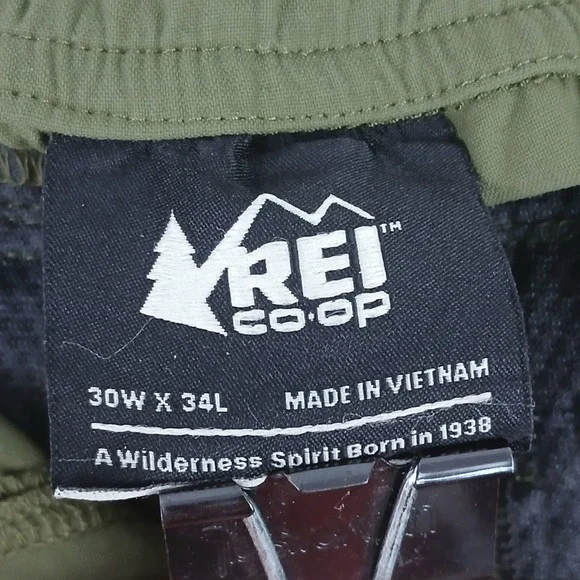 REI™
CO·OP
30W X 34L MADE IN VIETNAM
A Wilderness Spirit Born in 1938